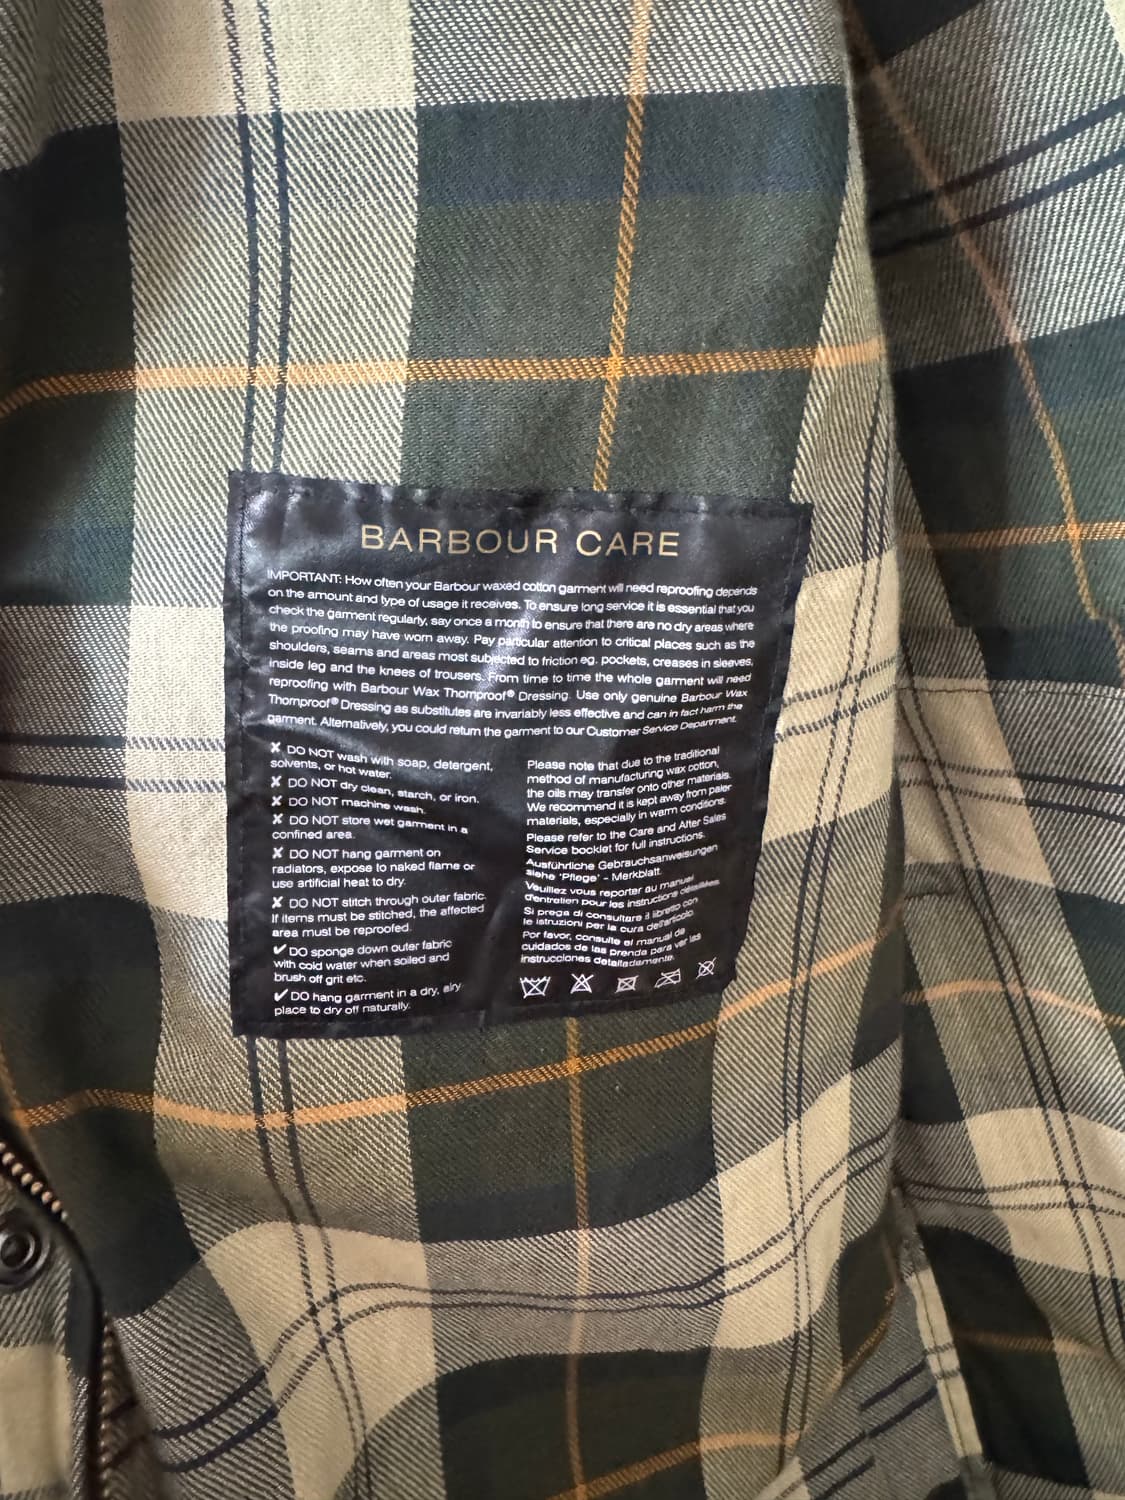 BARBOUR CARE
IMPORTANT: How often your Barbour waxed cotton garment will need reproofing depends
on the amount and type of usage it receives. To ensure long service it is essential that you
check the garment regularly, say once a month to ensure that there are no dry areas where
the proofing may have worn away. Pay particular attention to critical places such as the
shoulders, seams and areas most subjected to friction eg. pockets, creases in sleeves,
inside leg and the knees of trousers. From time to time the whole garment will need
reproofing with Barbour Wax Thornproof® Dressing. Use only genuine Barbour Wax
Thornproof® Dressing as substitutes are invariably less effective and can in fact harm the
garment. Alternatively, you could return the garment to our Customer Service Department.
✘ DO NOT wash with soap, detergent,
solvents, or hot water.
✘ DO NOT dry clean, starch, or iron.
✘ DO NOT machine wash.
✘ DO NOT store wet garment in a
confined area.
✘ DO NOT hang garment on
radiators, expose to naked flame or
use artificial heat to dry.
✘ DO NOT stitch through outer fabric.
If items must be stitched, the affected
area must be reproofed.
✔ DO sponge down outer fabric
with cold water when soiled and
brush off grit etc.
✔ DO hang garment in a dry, airy
place to dry off naturally.
Please note that due to the traditional
method of manufacturing wax cotton,
the oils may transfer onto other materials.
We recommend it is kept away from paler
materials, especially in warm conditions.
Please refer to the Care and After Sales
Service booklet for full instructions.
Ausführliche Gebrauchsanweisungen
siehe 'Pflege' - Merkblatt.
Veuillez vous reporter au manuel
d'entretien pour les instructions détaillées.
Si prega di consultare il libretto con
le istruzioni per la cura dell'articolo.
Por favor, consulte el manual de
cuidados de las prenda para ver las
instrucciones detalladamente.